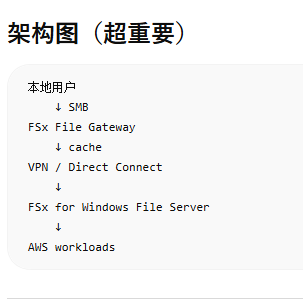 架构图（超重要）
本地用户
↓ SMB
FSx File Gateway
↓ cache
VPN / Direct Connect
↓
FSx for Windows File Server
↓
AWS workloads